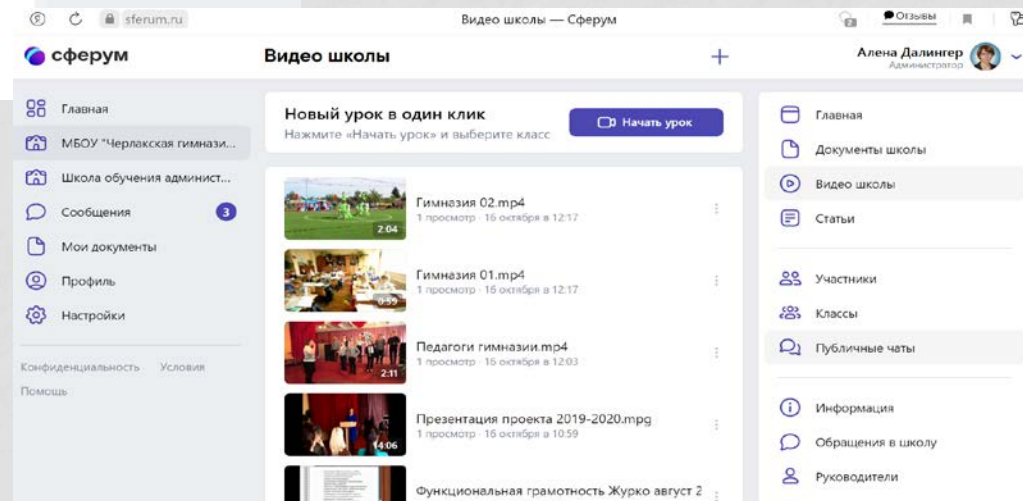 sferum.ru
Видео школы — Сферум
2
Отзывы
сферум
Видео школы
Алена Далингер
Администратор
Главная
МБОУ "Черлакская гимнази...
Школа обучения админист...
Сообщения
3
Мои документы
Профиль
Настройки
Конфиденциальность Условия
Помощь
Новый урок в один клик
Нажмите «Начать урок» и выберите класс
Начать урок
Гимназия 02.mp4
1 просмотр · 16 октября в 12:17
2:04
Гимназия 01.mp4
1 просмотр · 16 октября в 12:17
0:59
Педагоги гимназии.mp4
1 просмотр · 16 октября в 12:03
2:11
Презентация проекта 2019-2020.mpg
1 просмотр · 16 октября в 10:59
14:06
Функциональная грамотность Журко август 2
Главная
Документы школы
Видео школы
Статьи
Участники
Классы
Публичные чаты
Информация
Обращения в школу
Руководители